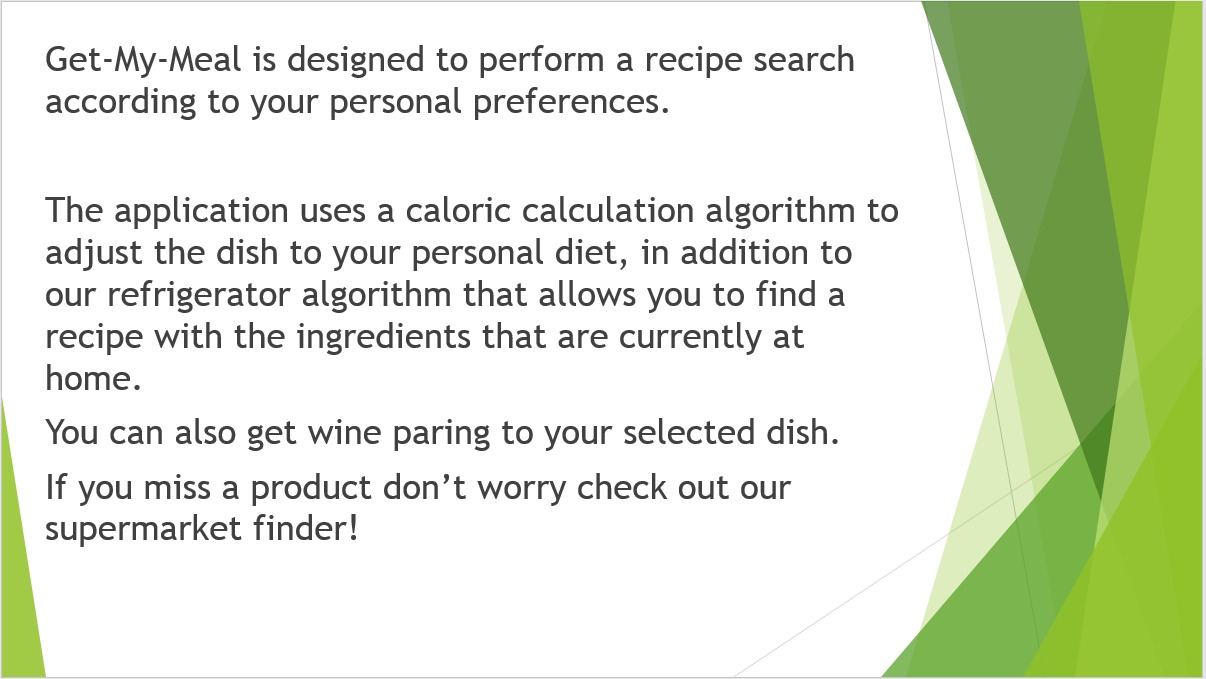 Get-My-Meal is designed to perform a recipe search
according to your personal preferences.
The application uses a caloric calculation algorithm to
adjust the dish to your personal diet, in addition to
our refrigerator algorithm that allows you to find a
recipe with the ingredients that are currently at
home.
You can also get wine paring to your selected dish.
If you miss a product don’t worry check out our
supermarket finder!